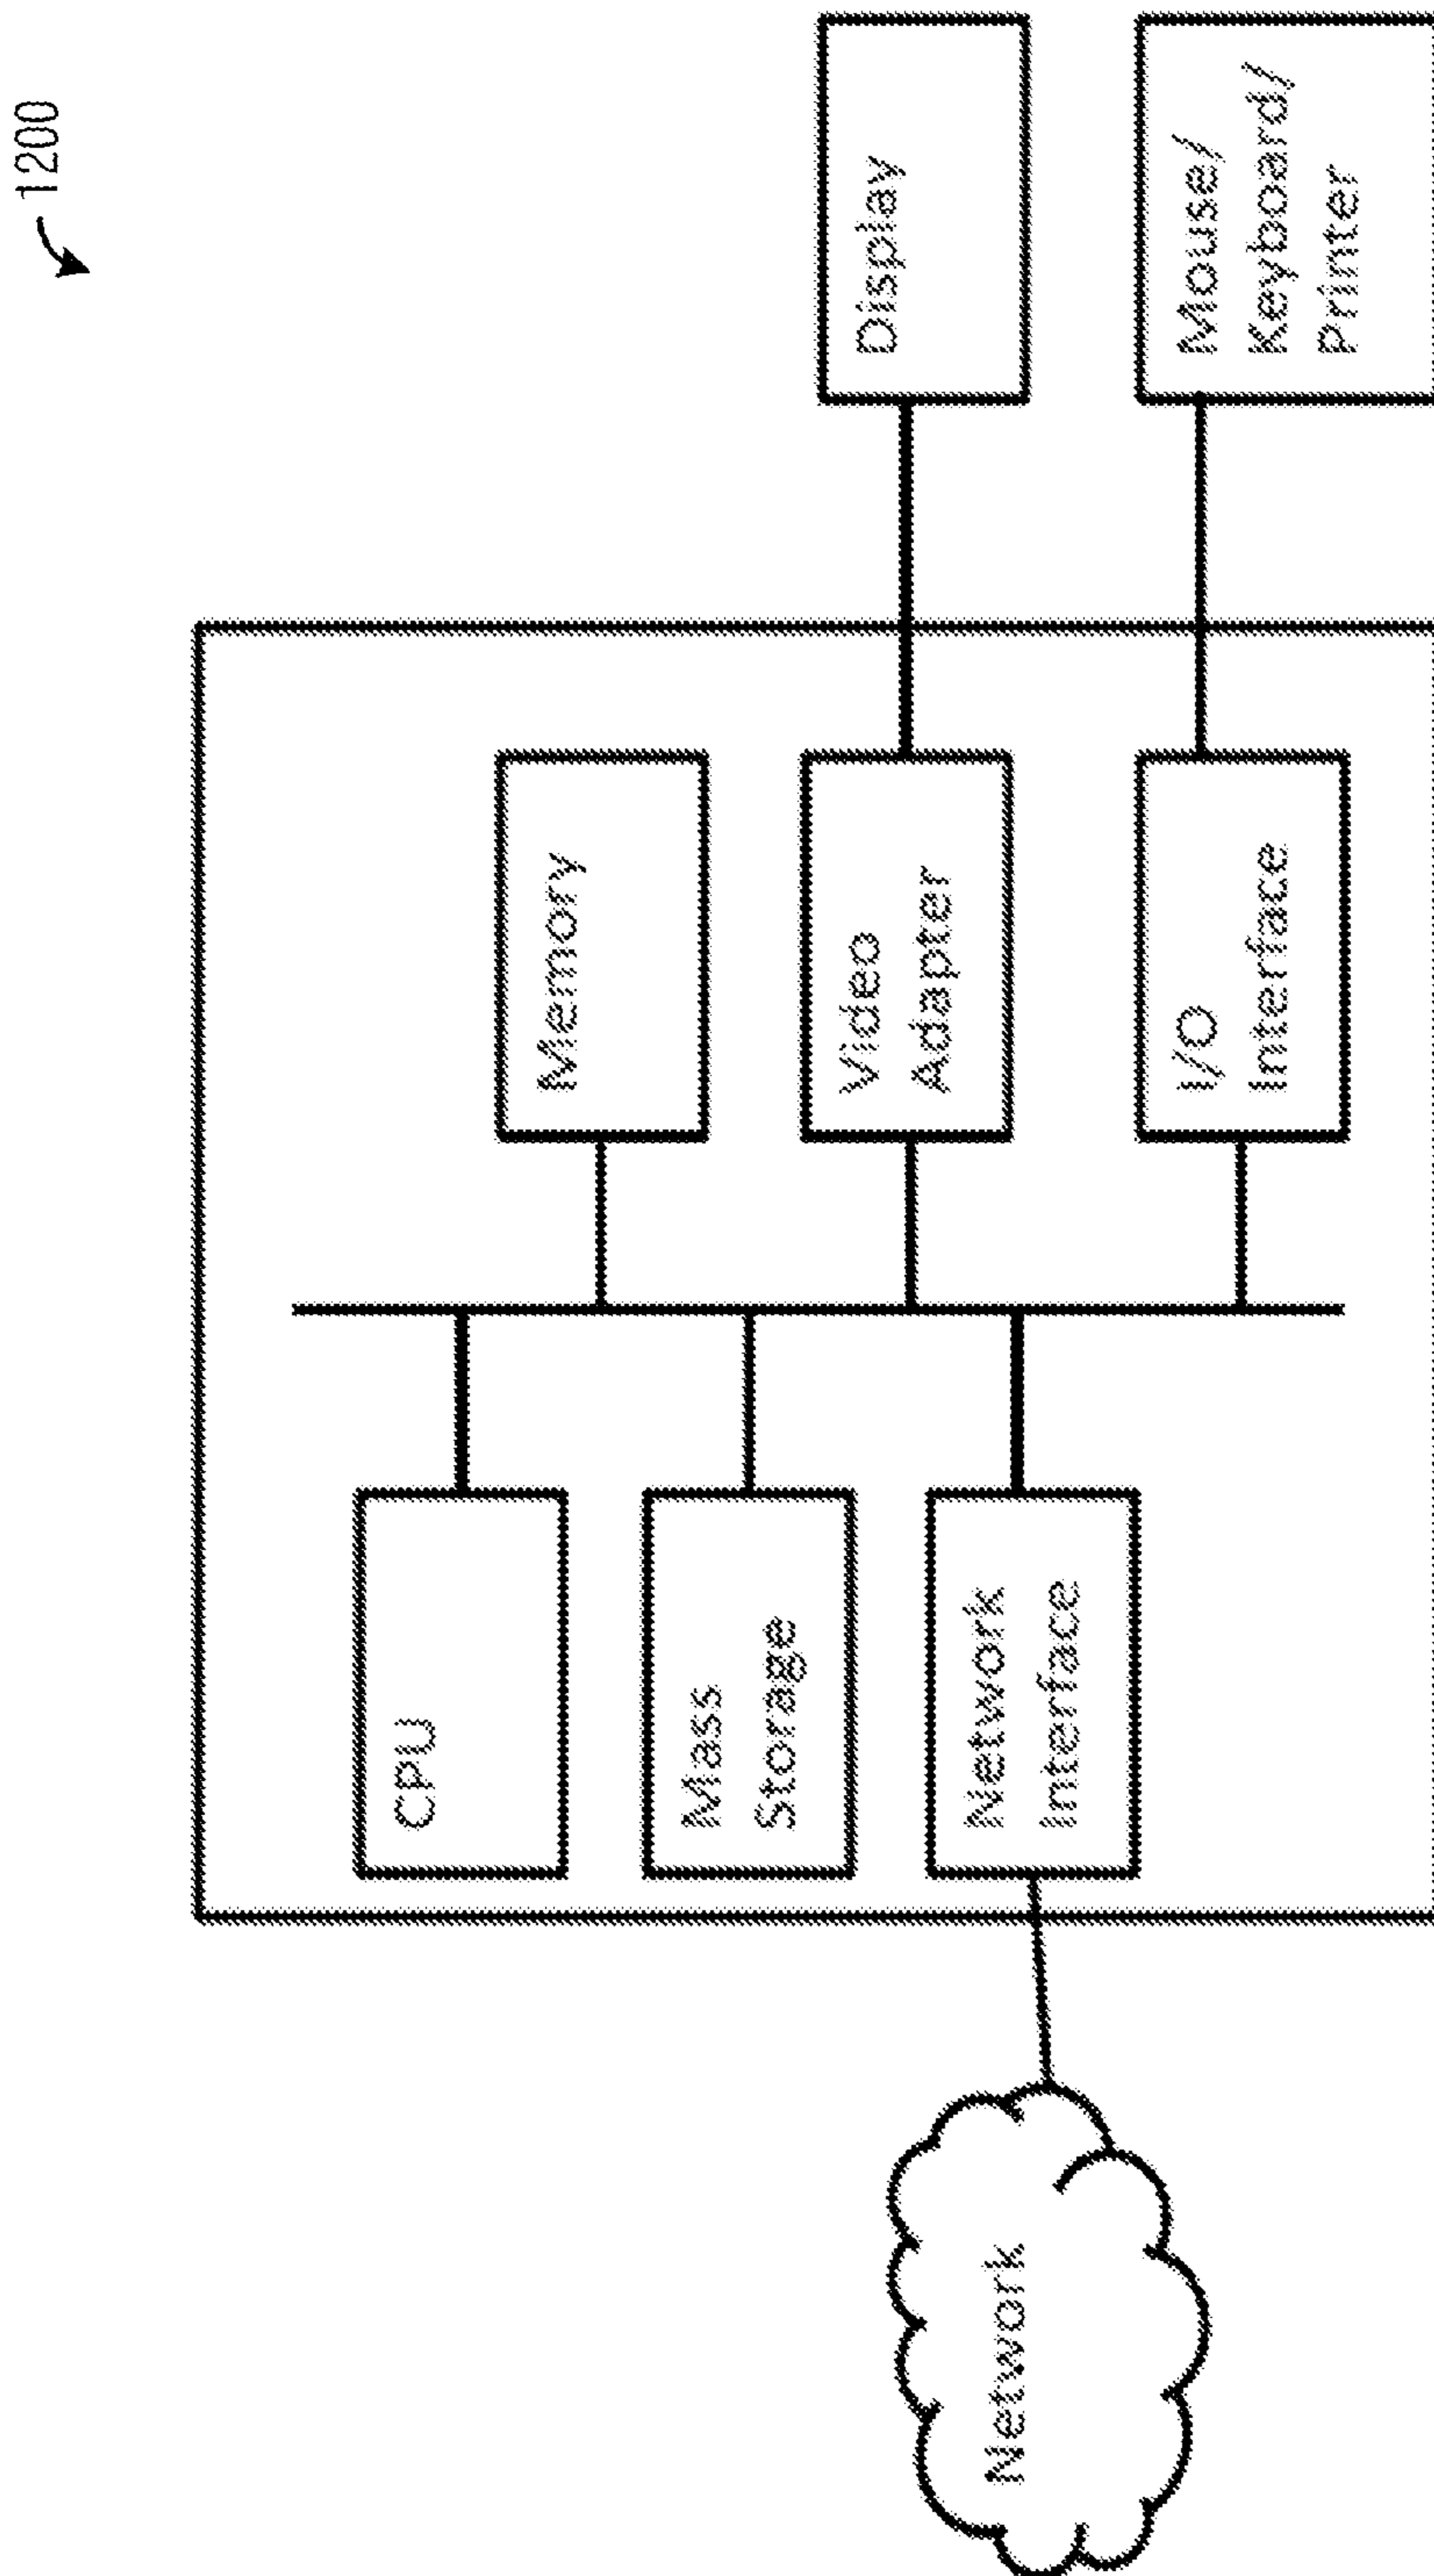 1200
CPU
Memory
Mass
Storage
Video
Adapter
Display
Network
Network
Interface
I/O
Interface
Mouse/
Keyboard/
Printer